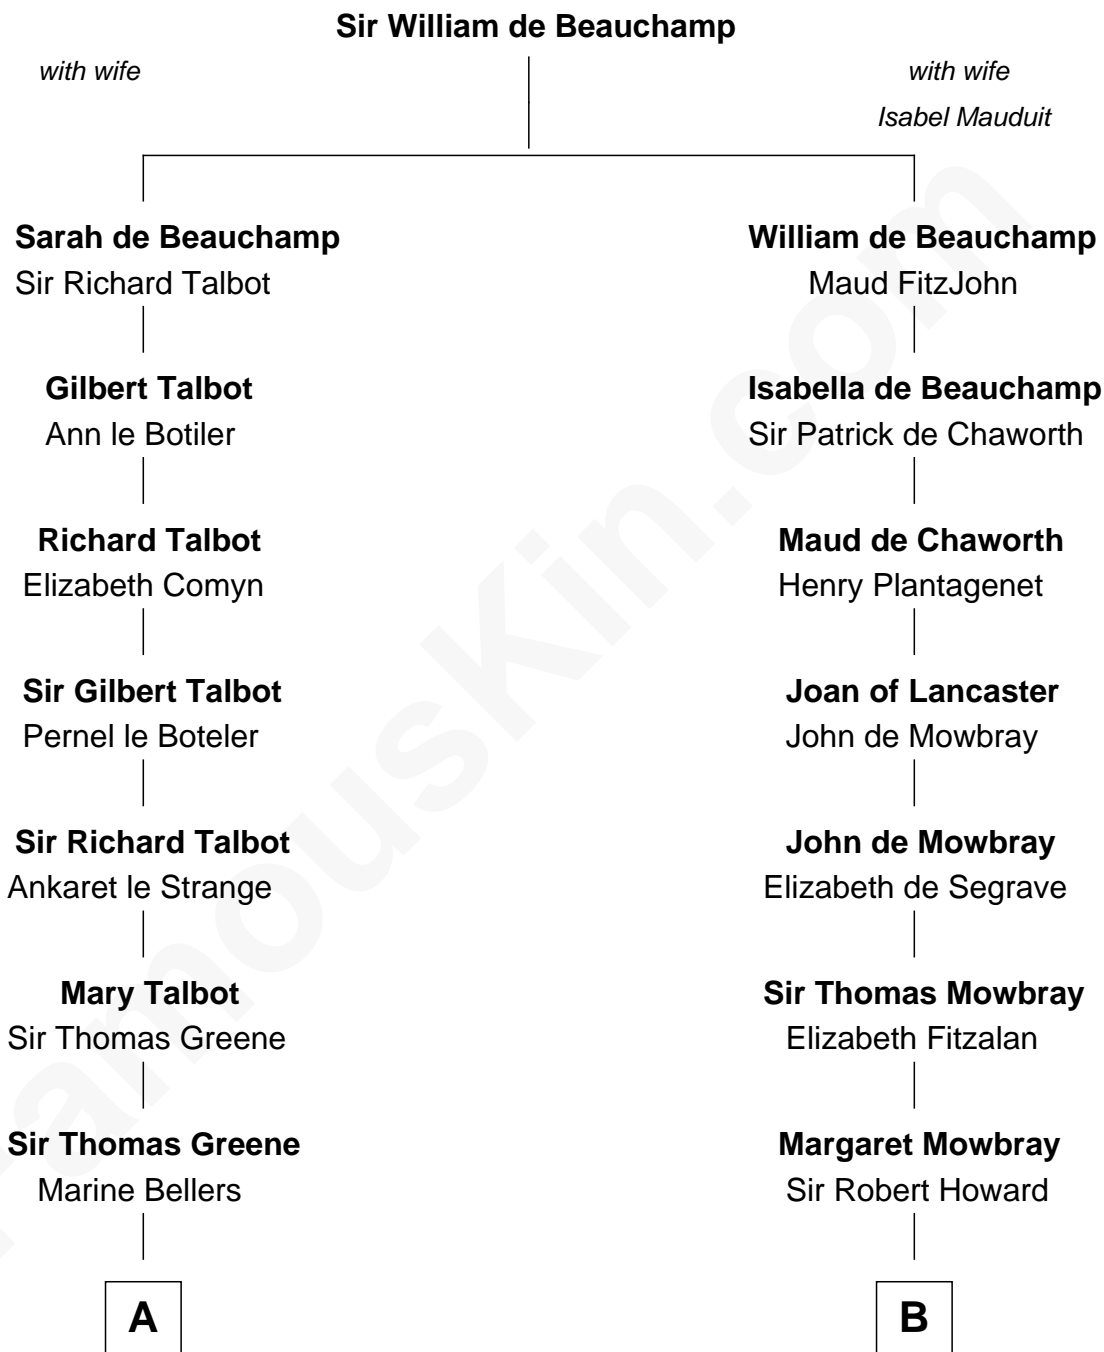 Sir William de Beauchamp
with wife
with wife
Isabel Mauduit
Sarah de Beauchamp
Sir Richard Talbot
William de Beauchamp
Maud FitzJohn
Gilbert Talbot
Ann le Botiler
Isabella de Beauchamp
Sir Patrick de Chaworth
Richard Talbot
Elizabeth Comyn
Maud de Chaworth
Henry Plantagenet
Sir Gilbert Talbot
Pernel le Boteler
Joan of Lancaster
John de Mowbray
Sir Richard Talbot
Ankaret le Strange
John de Mowbray
Elizabeth de Segrave
Mary Talbot
Sir Thomas Greene
Sir Thomas Mowbray
Elizabeth Fitzalan
Sir Thomas Greene
Marine Bellers
Margaret Mowbray
Sir Robert Howard
A
B
FamousKin.com